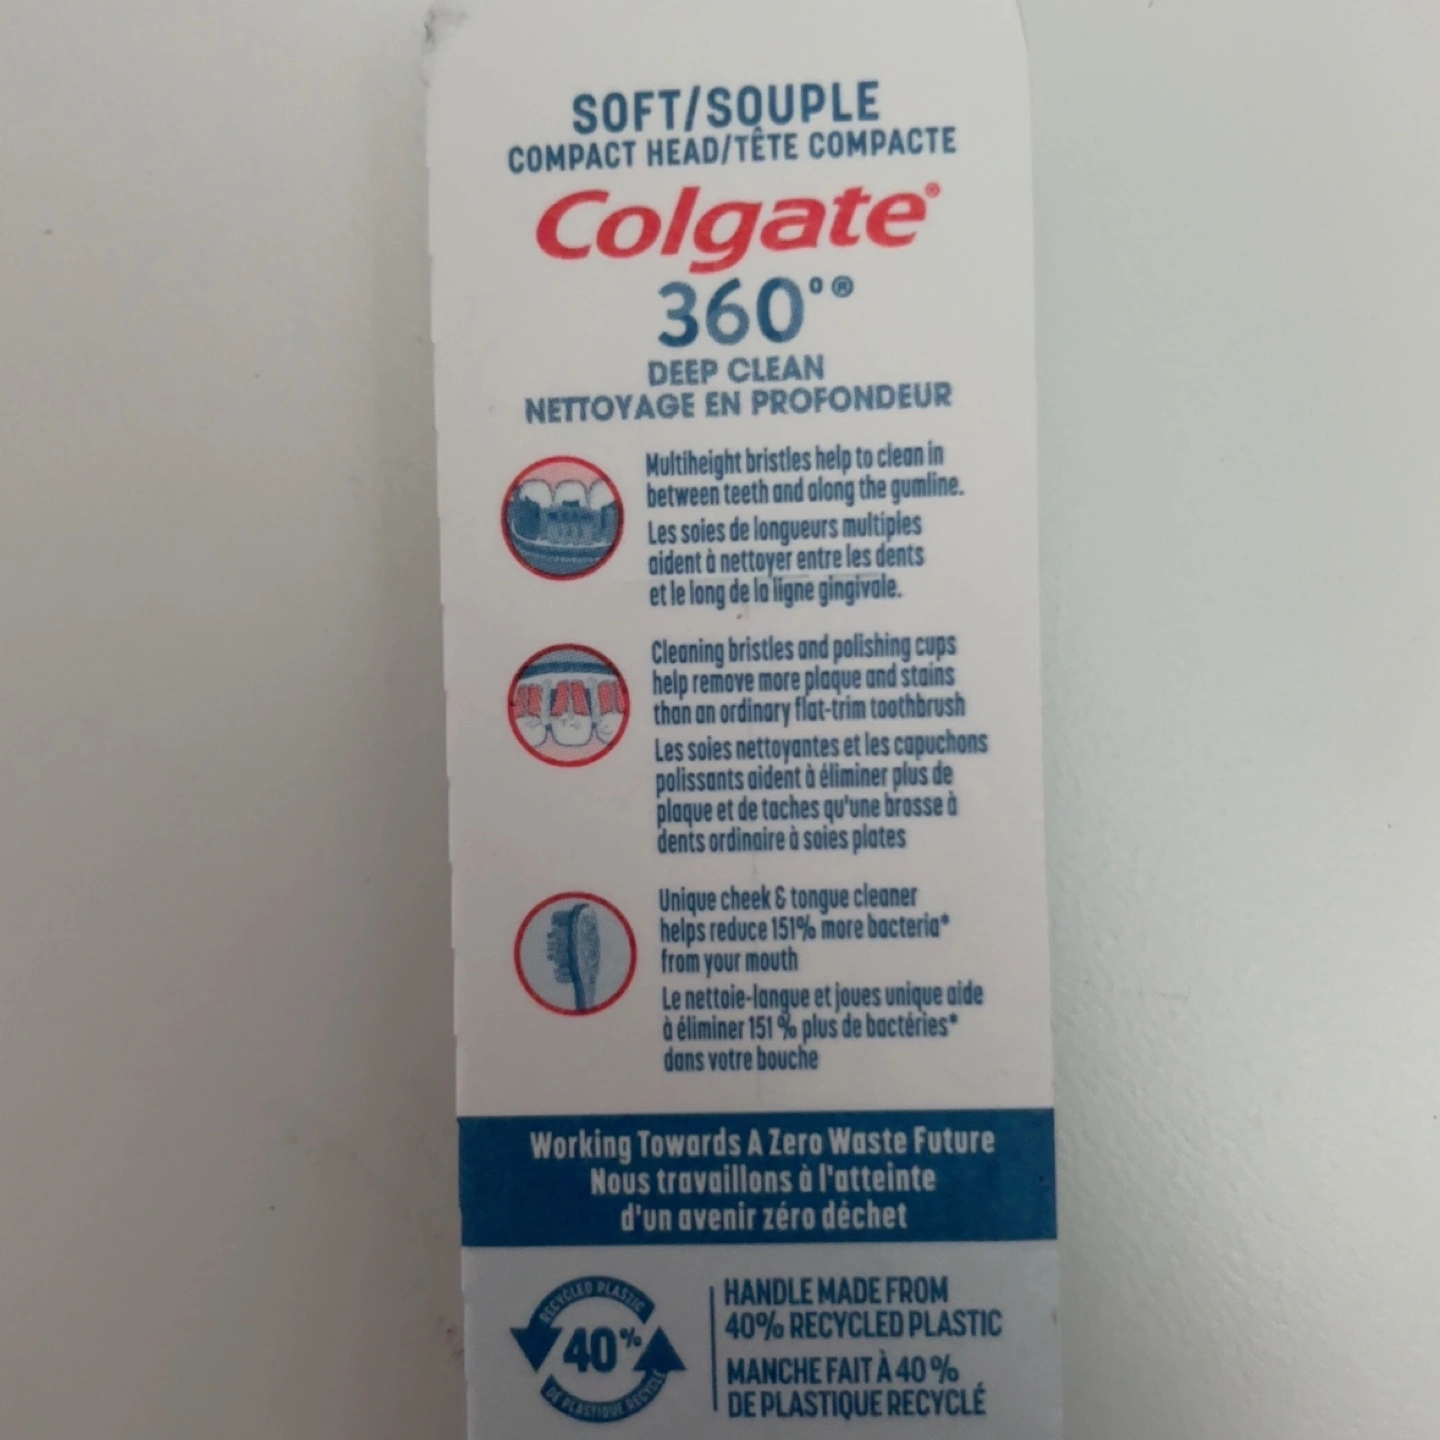 SOFT/SOUPLE
COMPACT HEAD/TÊTE COMPACTE
Colgate®
360°®
DEEP CLEAN
NETTOYAGE EN PROFONDEUR
Multiheight bristles help to clean in
between teeth and along the gumline.
Les soies de longueurs multiples
aident à nettoyer entre les dents
et le long de la ligne gingivale.
Cleaning bristles and polishing cups
help remove more plaque and stains
than an ordinary flat-trim toothbrush
Les soies nettoyantes et les capuchons
polissants aident à éliminer plus de
plaque et de taches qu'une brosse à
dents ordinaire à soies plates
Unique cheek & tongue cleaner
helps reduce 151% more bacteria*
from your mouth
Le nettoie-langue et joues unique aide
à éliminer 151 % plus de bactéries*
dans votre bouche
Working Towards A Zero Waste Future
Nous travaillons à l'atteinte
d'un avenir zéro déchet
RECYCLED PLASTIC
40%
DE PLASTIQUE RECYCLÉ
HANDLE MADE FROM
40% RECYCLED PLASTIC
MANCHE FAIT À 40 %
DE PLASTIQUE RECYCLÉ